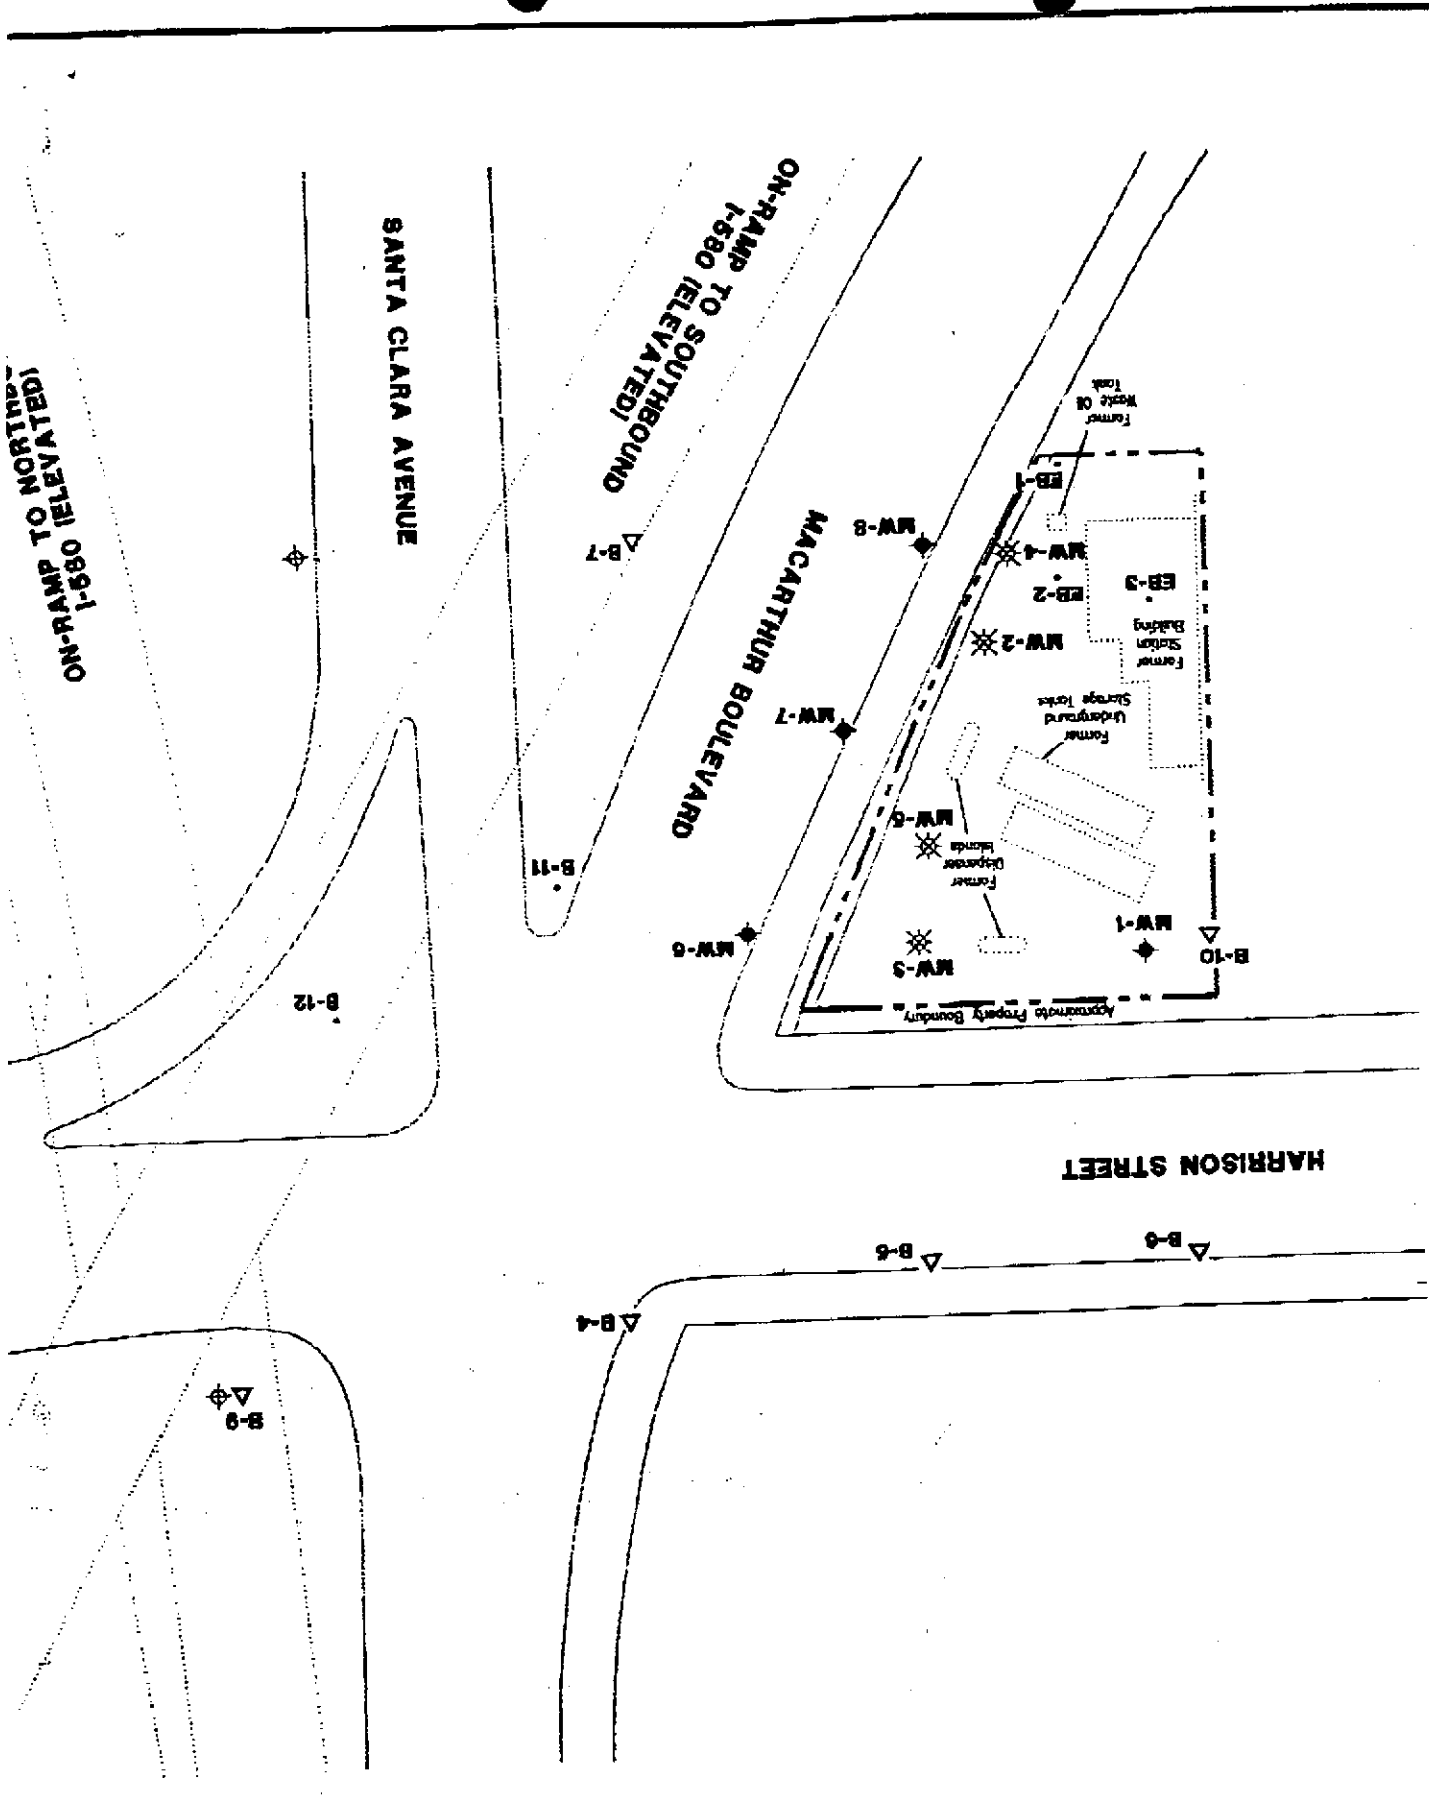 ON-RAMP TO SOUTHBOUND
I-580 (ELEVATED)
SANTA CLARA AVENUE
ON-RAMP TO
I-580 (ELEVATED)
MACARTHUR BOULEVARD
HARRISON STREET
Former
Waste Oil
Tank
EB-1
MW-8
MW-4
B-7
EB-2
EB-3
Former
Station
Building
MW-2
Former
Underground
Storage Tanks
MW-7
MW-5
Former
Dispenser
Islands
B-11
MW-1
B-10
MW-6
MW-3
Approximate Property Boundary
B-12
B-6
B-5
B-4
B-9